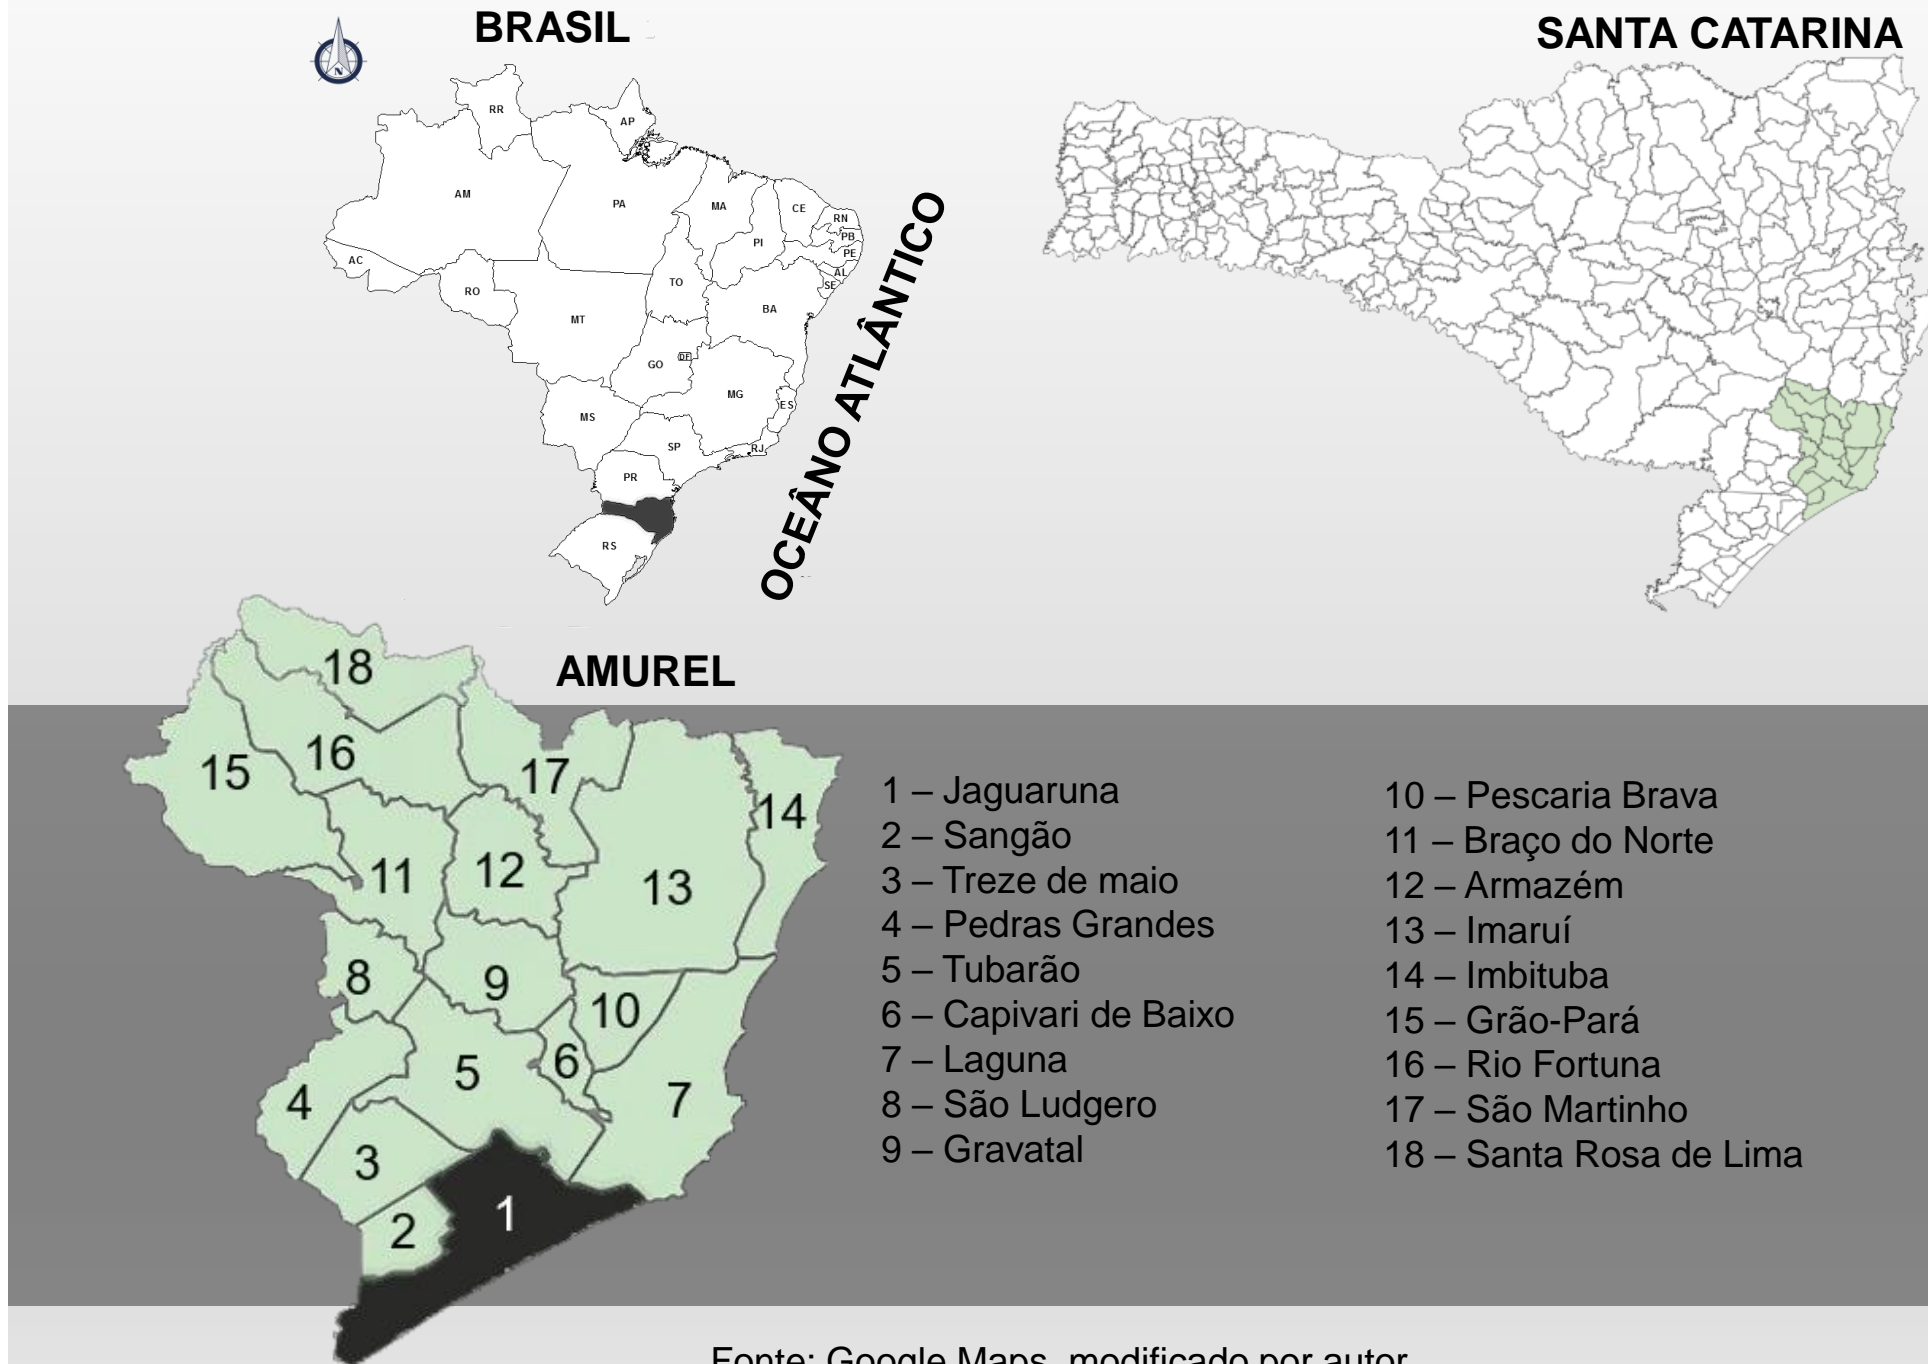 BRASIL
SANTA CATARINA
N
RR
AP
AM
PA
MA
CE
RN
PB
PE
AL
SE
PI
AC
RO
TO
BA
MT
GO
DF
MG
ES
MS
SP
RJ
PR
RS
OCEÂNO ATLÂNTICO
AMUREL
18
16
15
17
14
11
12
13
8
9
10
5
6
4
7
3
1
2
1 – Jaguaruna
2 – Sangão
3 – Treze de maio
4 – Pedras Grandes
5 – Tubarão
6 – Capivari de Baixo
7 – Laguna
8 – São Ludgero
9 – Gravatal
10 – Pescaria Brava
11 – Braço do Norte
12 – Armazém
13 – Imaruí
14 – Imbituba
15 – Grão-Pará
16 – Rio Fortuna
17 – São Martinho
18 – Santa Rosa de Lima
Fonte: Google Maps, modificado por autor